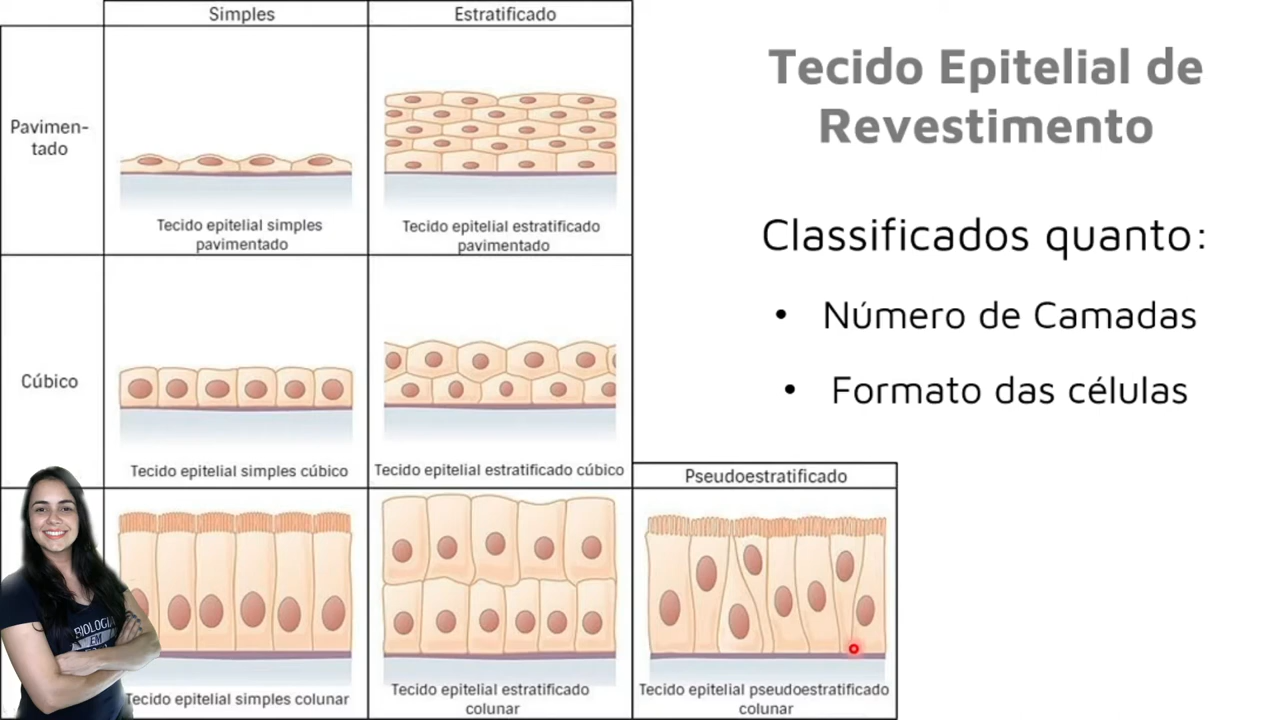 Simples
Estratificado
Pavimen-
tado
Tecido epitelial simples
pavimentado
Tecido epitelial estratificado
pavimentado
Cúbico
Tecido epitelial simples cúbico
Tecido epitelial estratificado cúbico
Pseudoestratificado
Tecido epitelial simples colunar
Tecido epitelial estratificado
colunar
Tecido epitelial pseudoestratificado
colunar
BIOLOGIA
EM
Tecido Epitelial de
Revestimento
Classificados quanto:
• Número de Camadas
• Formato das células